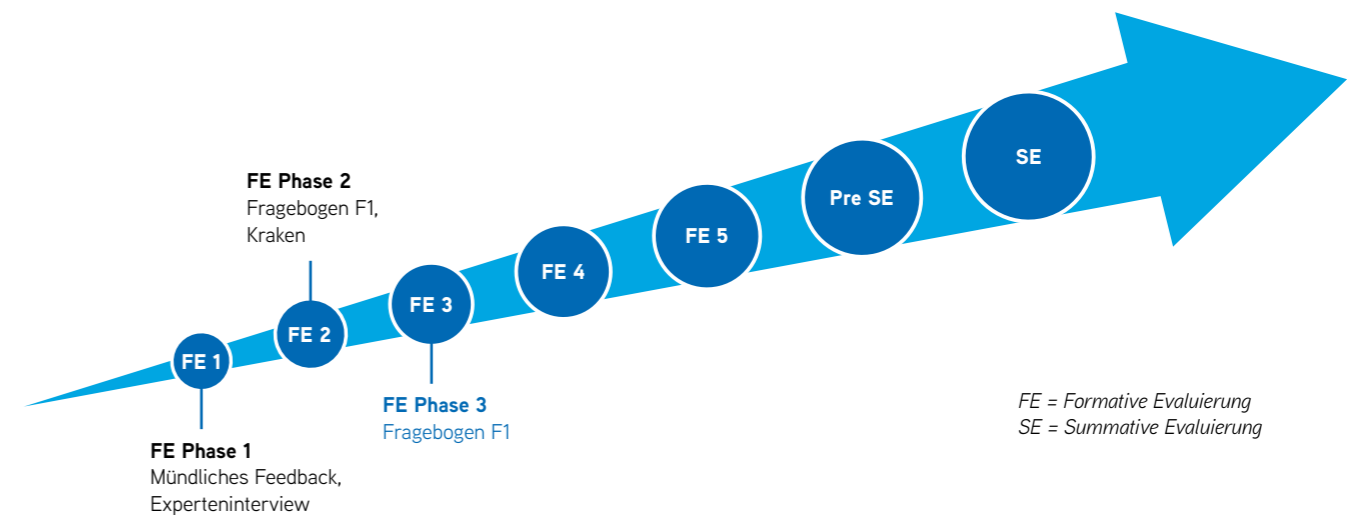 FE Phase 2
Fragebogen F1,
Kraken
FE 1
FE 2
FE 3
FE 4
FE 5
Pre SE
SE
FE Phase 3
Fragebogen F1
FE Phase 1
Mündliches Feedback,
Experteninterview
FE = Formative Evaluierung
SE = Summative Evaluierung